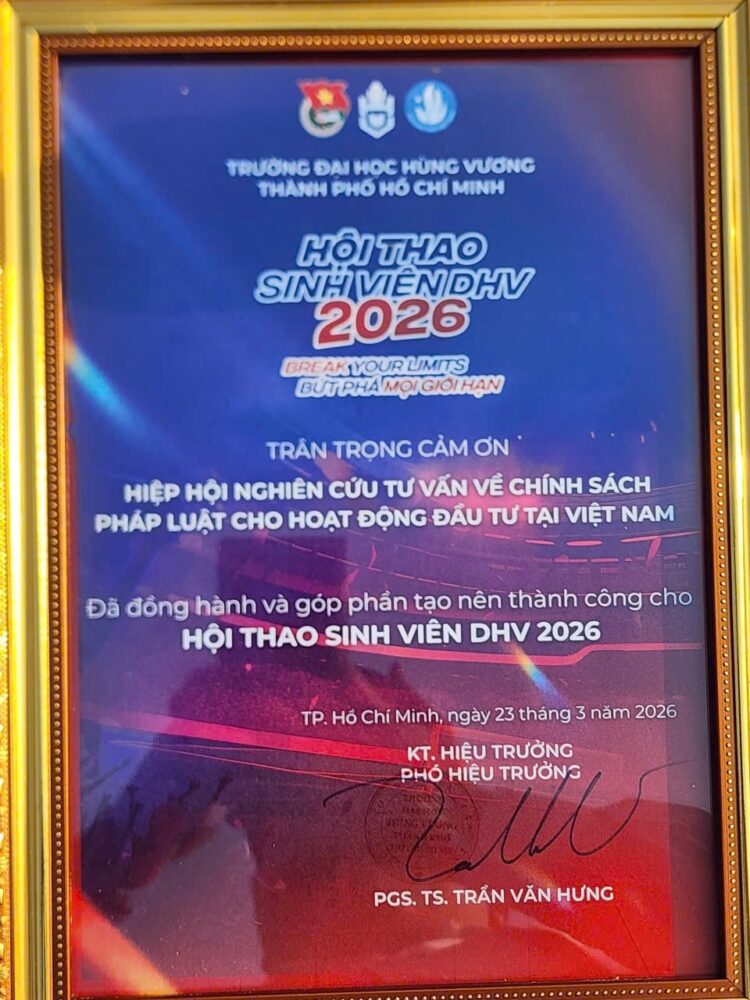 TRƯỜNG ĐẠI HỌC HÙNG VƯƠNG
THÀNH PHỐ HỒ CHÍ MINH
HỘI THAO
SINH VIÊN DHV
2026
BREAK YOUR LIMITS
BỨT PHÁ MỌI GIỚI HẠN
TRÂN TRỌNG CẢM ƠN
HIỆP HỘI NGHIÊN CỨU TƯ VẤN VỀ CHÍNH SÁCH
PHÁP LUẬT CHO HOẠT ĐỘNG ĐẦU TƯ TẠI VIỆT NAM
Đã đồng hành và góp phần tạo nên thành công cho
HỘI THAO SINH VIÊN DHV 2026
TP. Hồ Chí Minh, ngày 23 tháng 3 năm 2026
KT. HIỆU TRƯỞNG
PHÓ HIỆU TRƯỞNG
PGS. TS. TRẦN VĂN HƯNG